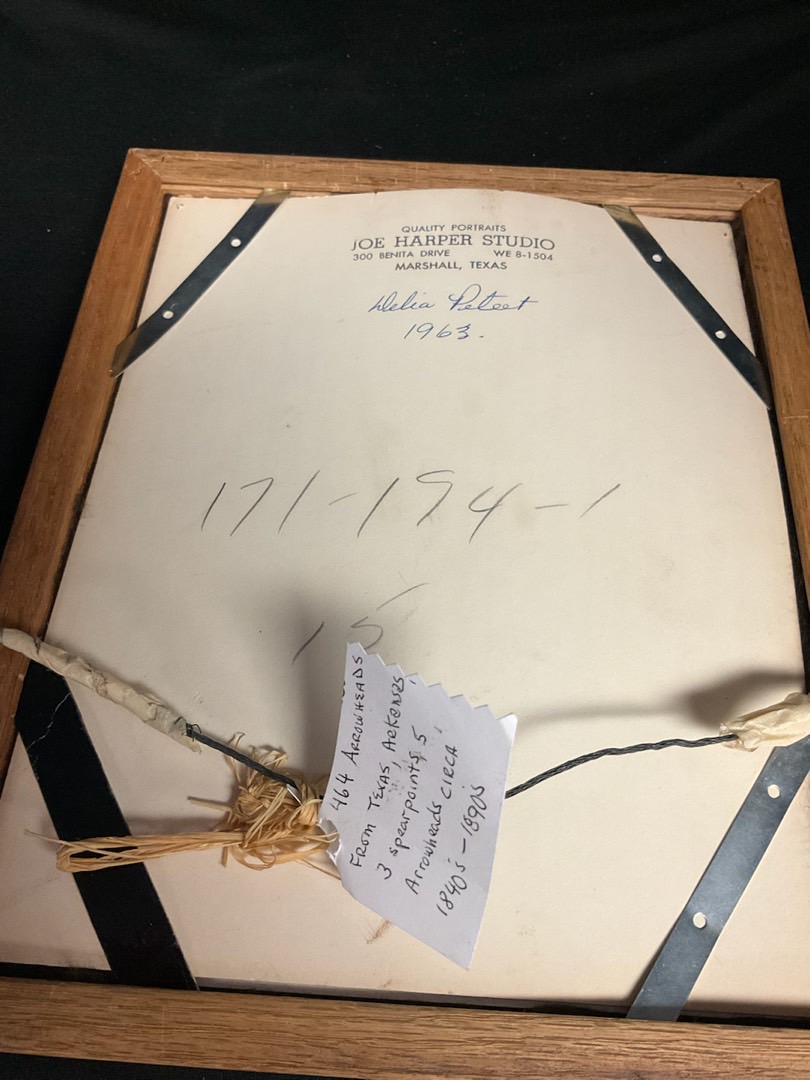 QUALITY PORTRAITS
JOE HARPER STUDIO
300 BENITA DRIVE WE 8-1504
MARSHALL, TEXAS
Delia Peteet
1963.
171-194-1
15
464 ARROWHEADS
FROM TEXAS, ARKANSAS,
3 spearpoints, 5
Arrowheads CIRCA
1840's - 1890's